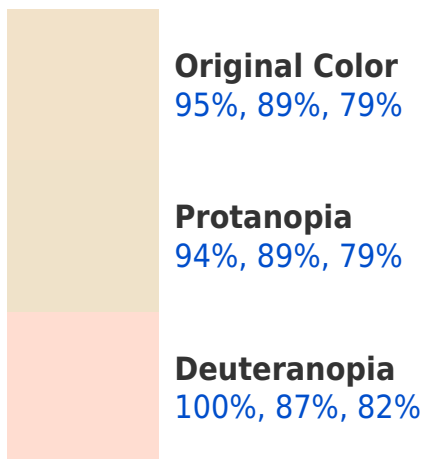 Original Color
95%, 89%, 79%
Protanopia
94%, 89%, 79%
Deuteranopia
100%, 87%, 82%